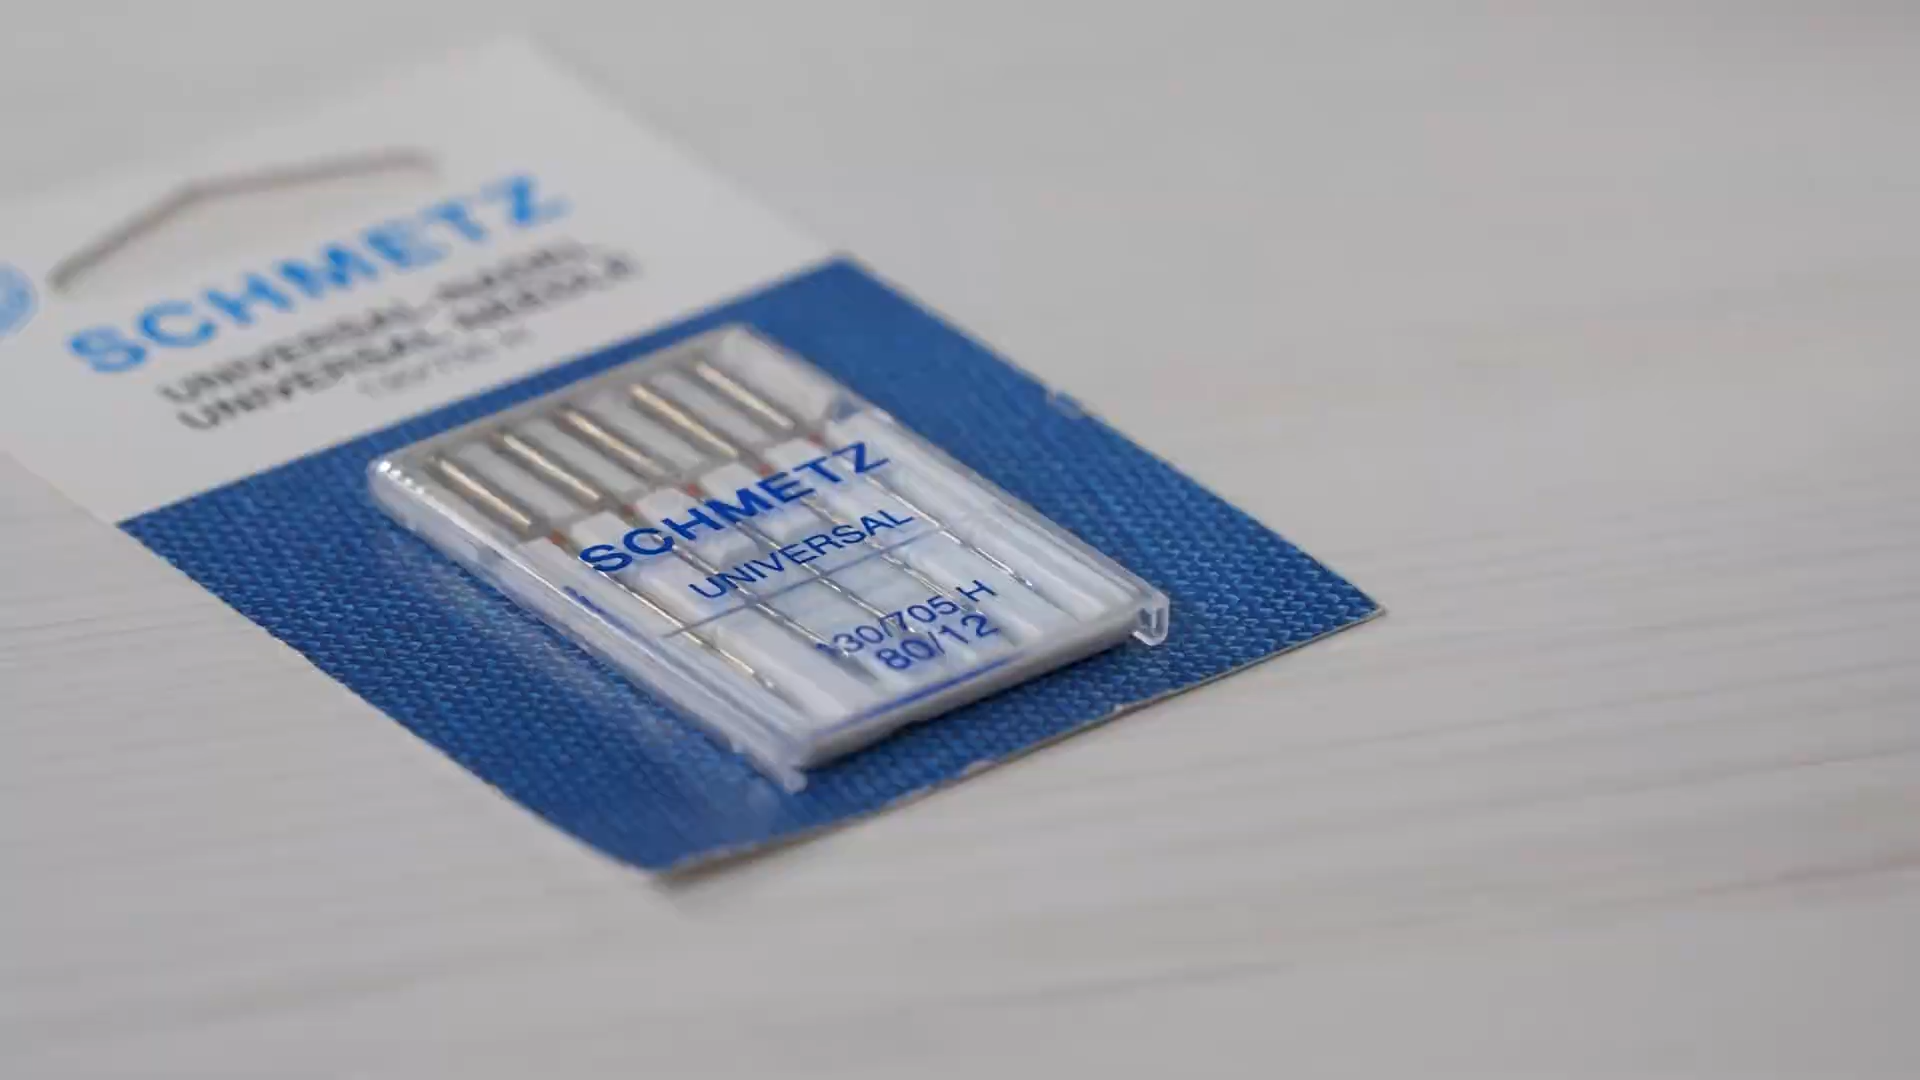 SCHMETZ
UNIVERSAL-NADEL
UNIVERSAL NEEDLE
SCHMETZ
UNIVERSAL
130/705 H
80/12